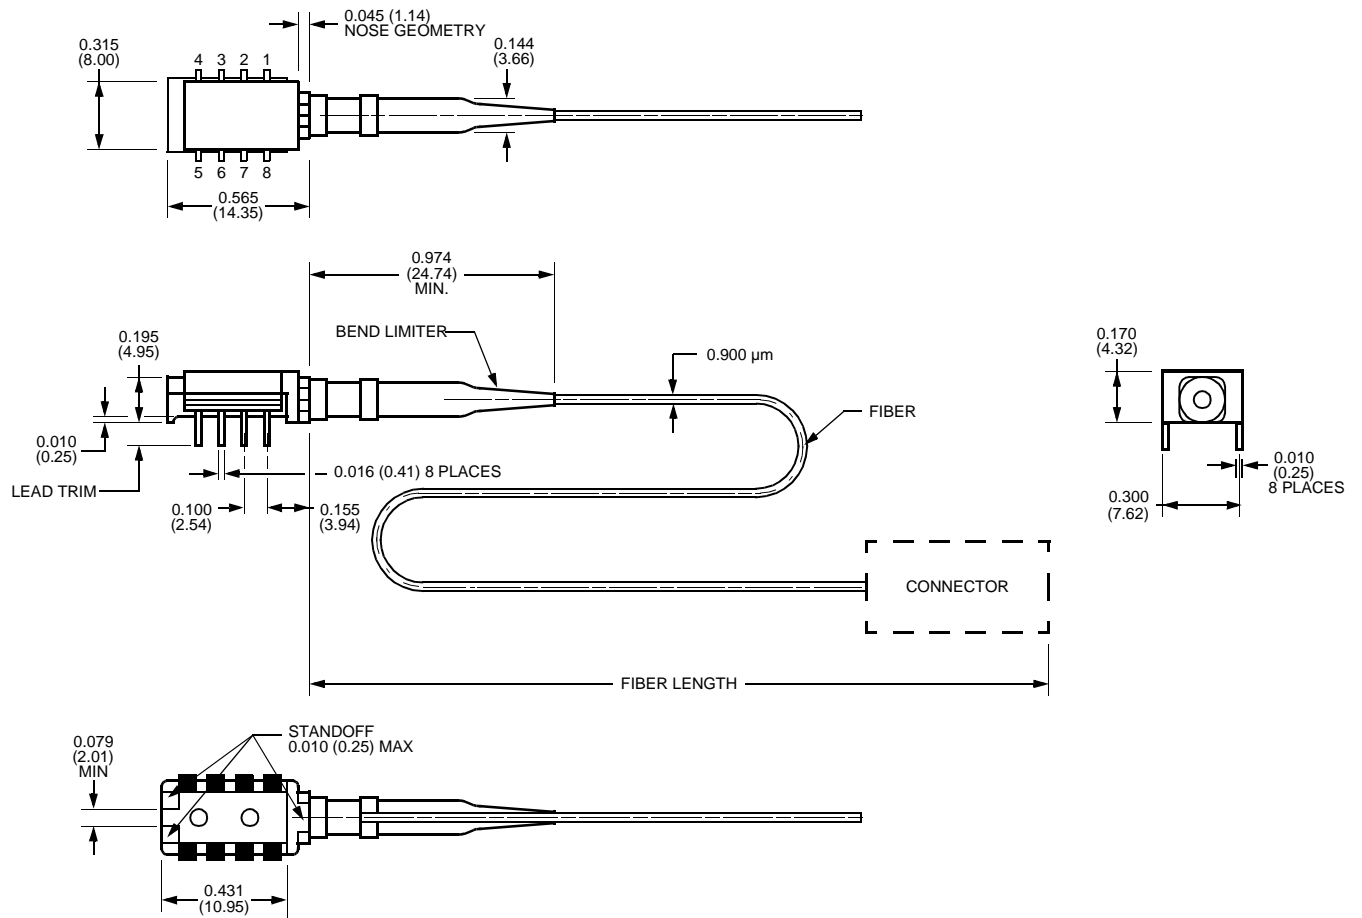 0.045 (1.14)
NOSE GEOMETRY
0.315
(8.00)
0.144
(3.66)
4 3 2 1
5 6 7 8
0.565
(14.35)
0.974
(24.74)
MIN.
BEND LIMITER
0.195
(4.95)
0.900 µm
0.170
(4.32)
FIBER
0.010
(0.25)
LEAD TRIM
0.016 (0.41) 8 PLACES
0.100
(2.54)
0.155
(3.94)
0.010
(0.25)
8 PLACES
0.300
(7.62)
CONNECTOR
FIBER LENGTH
STANDOFF
0.010 (0.25) MAX
0.079
(2.01)
MIN
0.431
(10.95)